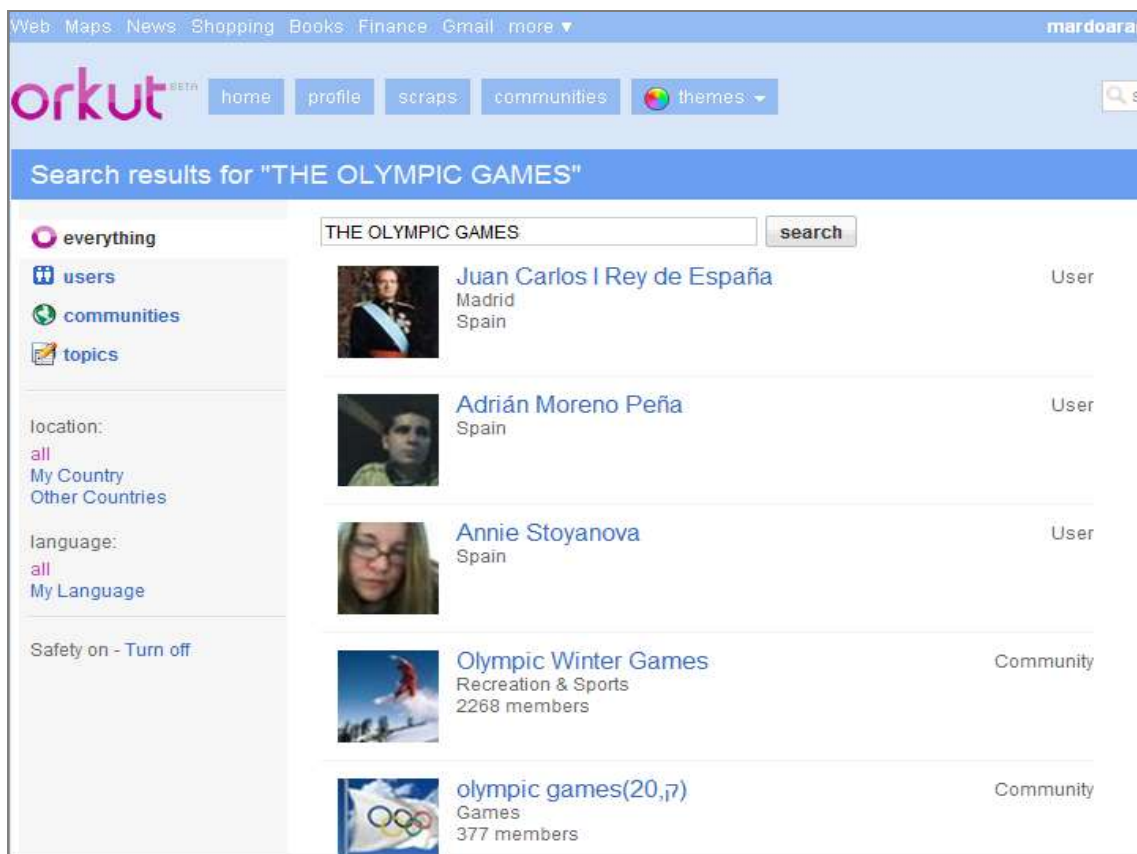 Web Maps News Shopping Books Finance Gmail more ▼
orkut BETA
home profile scraps communities themes
Search results for "THE OLYMPIC GAMES"
everything
users
communities
topics
location:
all
My Country
Other Countries
language:
all
My Language
Safety on - Turn off
THE OLYMPIC GAMES search
Juan Carlos I Rey de España User
Madrid
Spain
Adrián Moreno Peña User
Spain
Annie Stoyanova User
Spain
Olympic Winter Games Community
Recreation & Sports
2268 members
olympic games(20,ק) Community
Games
377 members